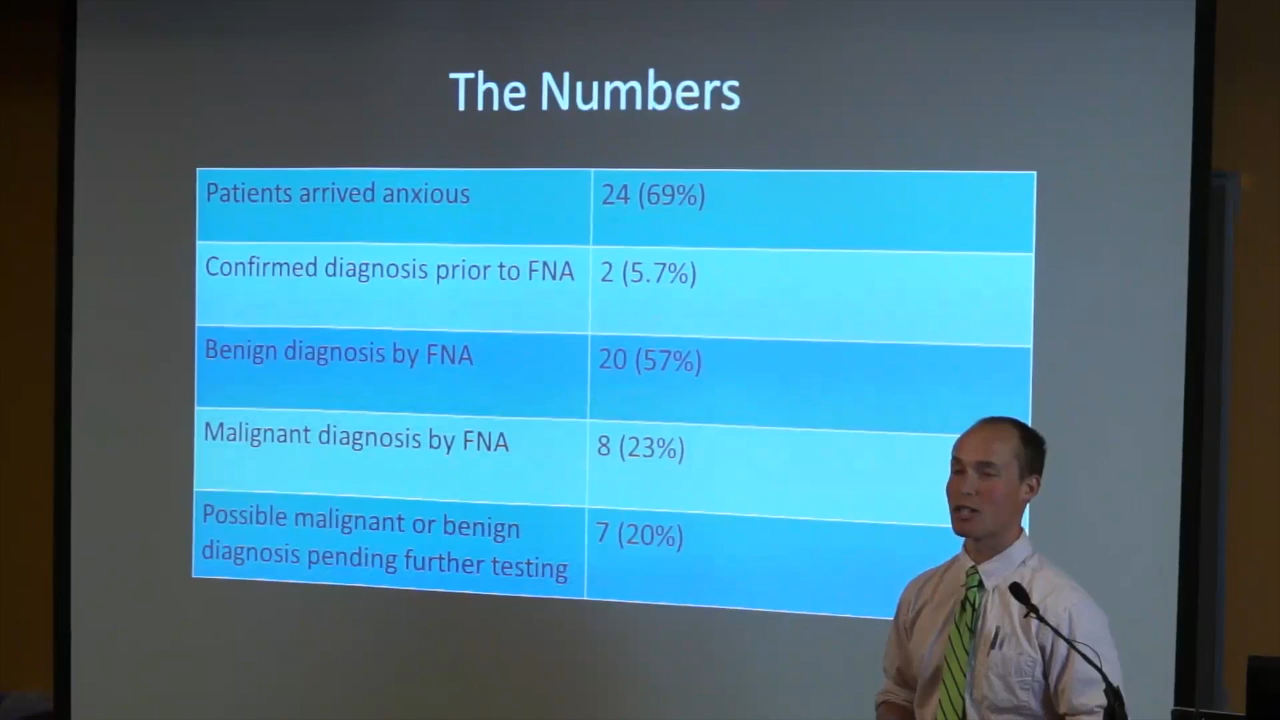 The Numbers
Patients arrived anxious
24 (69%)
Confirmed diagnosis prior to FNA
2 (5.7%)
Benign diagnosis by FNA
20 (57%)
Malignant diagnosis by FNA
8 (23%)
Possible malignant or benign
diagnosis pending further testing
7 (20%)